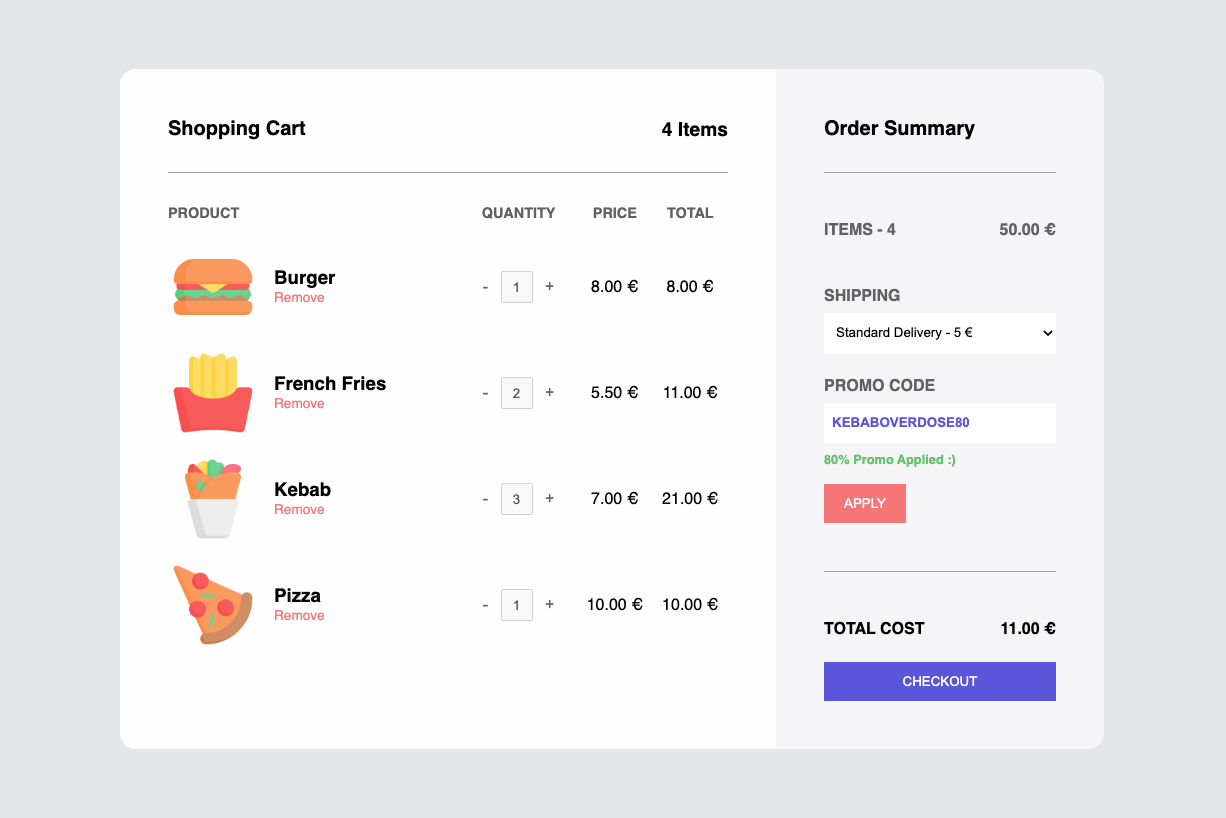 Shopping Cart 4 Items
PRODUCT QUANTITY PRICE TOTAL
Burger
Remove
- 1 + 8.00 € 8.00 €
French Fries
Remove
- 2 + 5.50 € 11.00 €
Kebab
Remove
- 3 + 7.00 € 21.00 €
Pizza
Remove
- 1 + 10.00 € 10.00 €
Order Summary
ITEMS - 4 50.00 €
SHIPPING
Standard Delivery - 5 €
PROMO CODE
KEBABOVERDOSE80
80% Promo Applied :)
APPLY
TOTAL COST 11.00 €
CHECKOUT